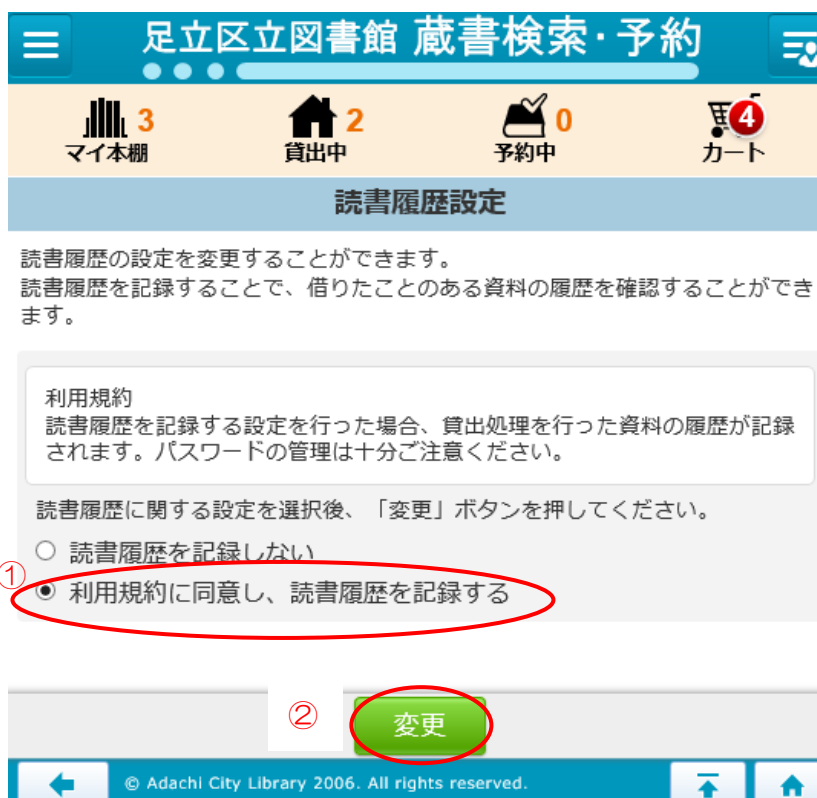 足立区立図書館 蔵書検索・予約
3 2 0 4
マイ本棚 貸出中 予約中 カート
読書履歴設定
読書履歴の設定を変更することができます。
読書履歴を記録することで、借りたことのある資料の履歴を確認することができ
ます。
利用規約
読書履歴を記録する設定を行った場合、貸出処理を行った資料の履歴が記録
されます。パスワードの管理は十分ご注意ください。
読書履歴に関する設定を選択後、「変更」ボタンを押してください。
読書履歴を記録しない
① 利用規約に同意し、読書履歴を記録する
② 変更
© Adachi City Library 2006. All rights reserved.